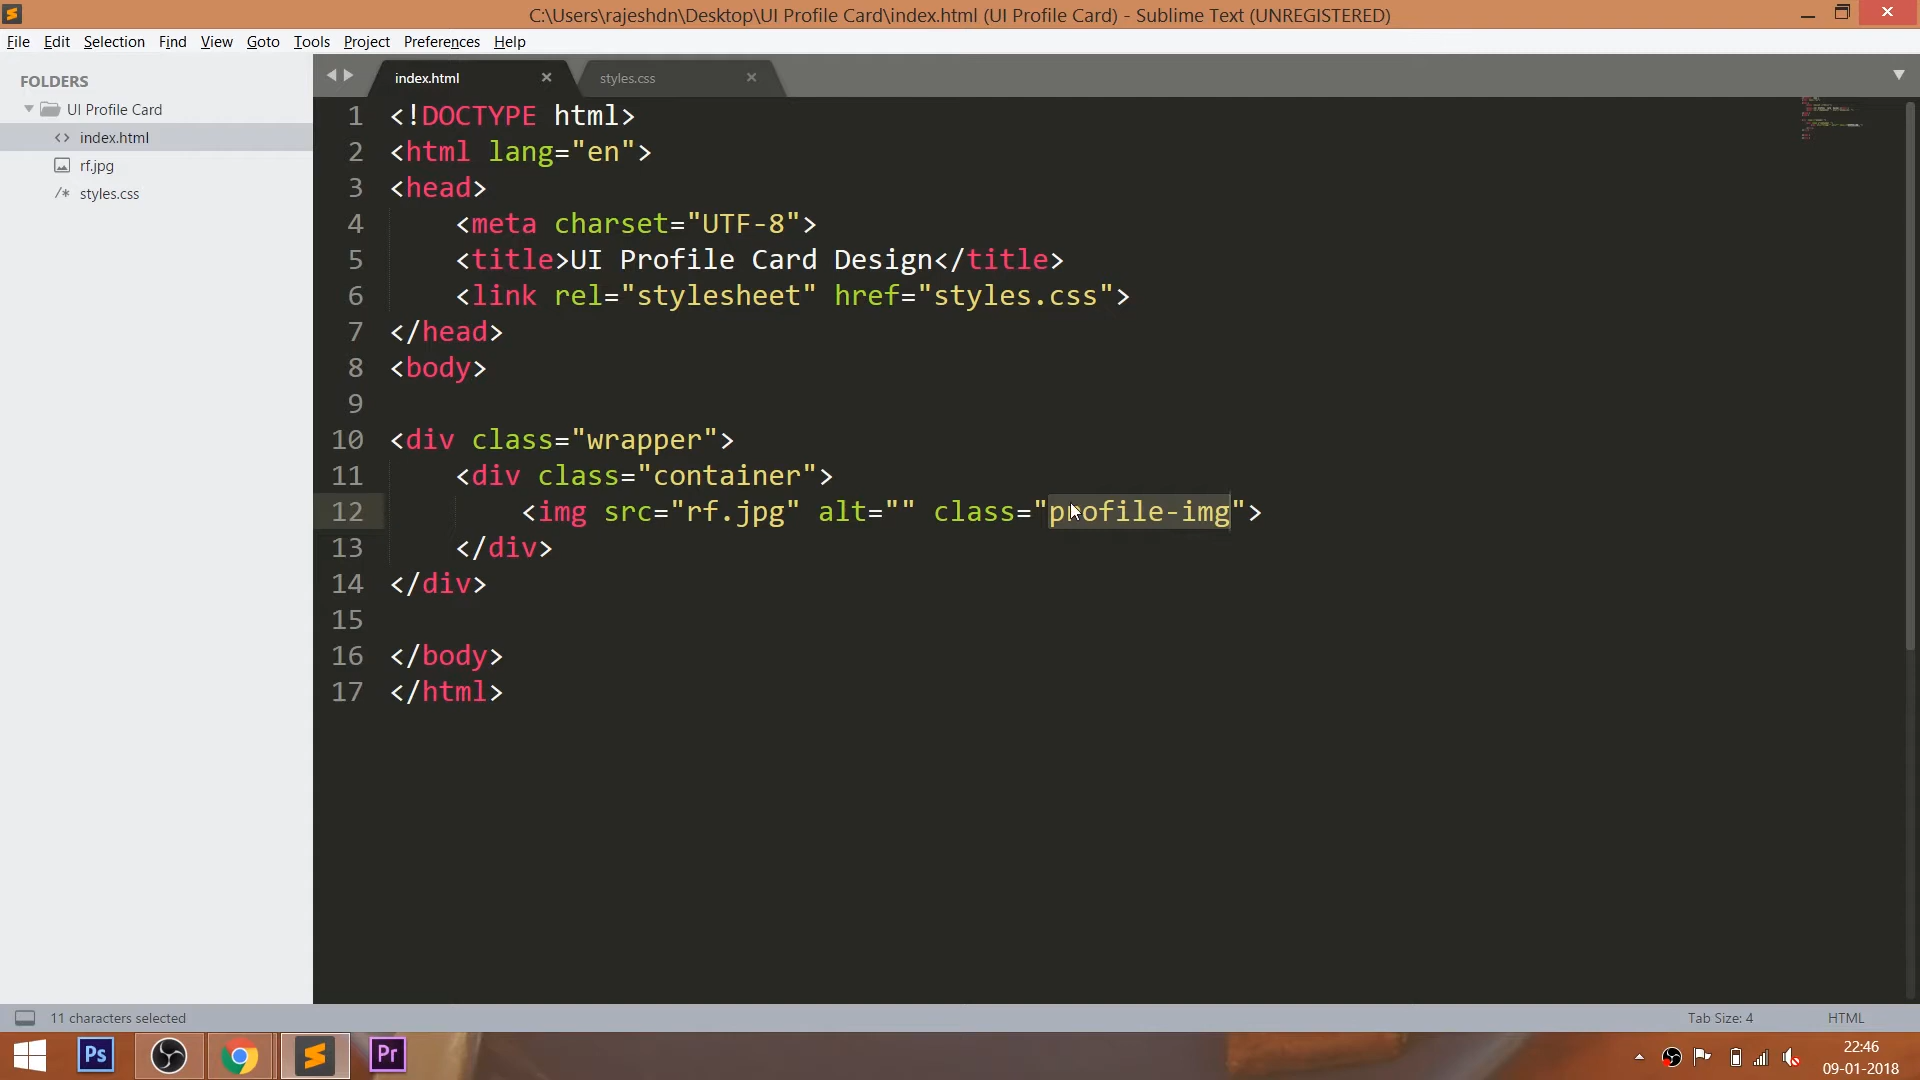 C:\Users\rajeshdn\Desktop\UI Profile Card\index.html (UI Profile Card) - Sublime Text (UNREGISTERED)
File Edit Selection Find View Goto Tools Project Preferences Help
FOLDERS
UI Profile Card
<> index.html
rf.jpg
/* styles.css
index.html × styles.css ×
1 <!DOCTYPE html>
2 <html lang="en">
3 <head>
4     <meta charset="UTF-8">
5     <title>UI Profile Card Design</title>
6     <link rel="stylesheet" href="styles.css">
7 </head>
8 <body>
9
10 <div class="wrapper">
11     <div class="container">
12         <img src="rf.jpg" alt="" class="profile-img">
13     </div>
14 </div>
15
16 </body>
17 </html>
11 characters selected
Tab Size: 4
HTML
Ps
Pr
22:46
09-01-2018